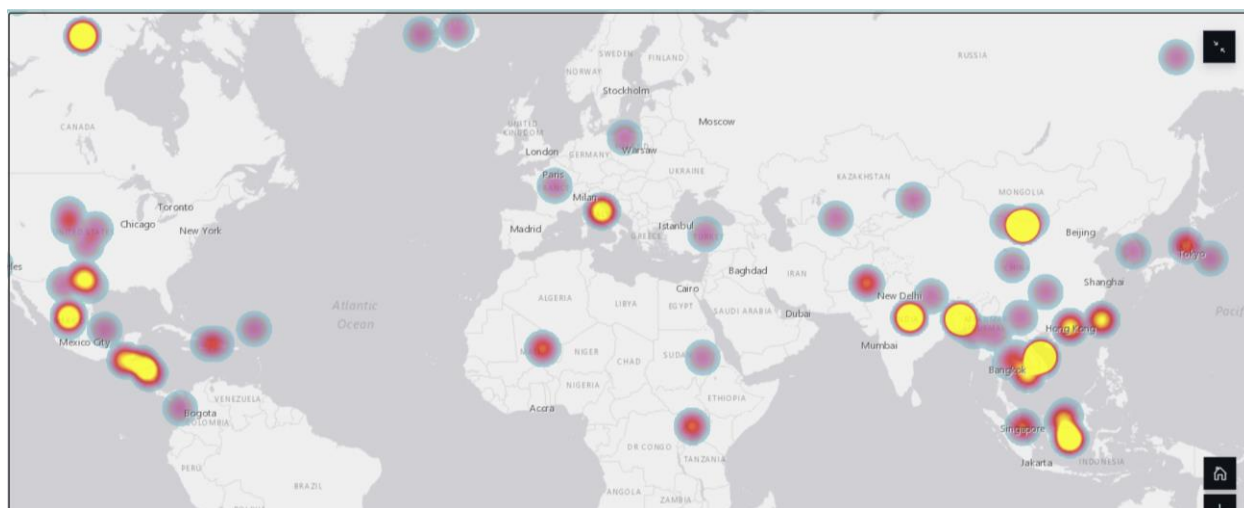 RUSSIA
SWEDEN
FINLAND
NORWAY
Stockholm
UNITED
KINGDOM
Moscow
CANADA
London
Warsaw
GERMANY
Paris
UKRAINE
KAZAKHSTAN
MONGOLIA
Toronto
Chicago
New York
Milan
Madrid
Istanbul
Beijing
Tokyo
les
GREECE
Baghdad
IRAN
Shanghai
Atlantic
Ocean
ALGERIA
LIBYA
Cairo
EGYPT
SAUDI ARABIA
Dubai
New Delhi
Pacif
Hong Kong
Mexico City
Mumbai
NIGER
CHAD
SUDAN
Bangkok
VENEZUELA
Bogota
COLOMBIA
Accra
NIGERIA
ETHIOPIA
Singapore
DR CONGO
TANZANIA
Jakarta
INDONESIA
PERU
BRAZIL
ANGOLA
ZAMBIA